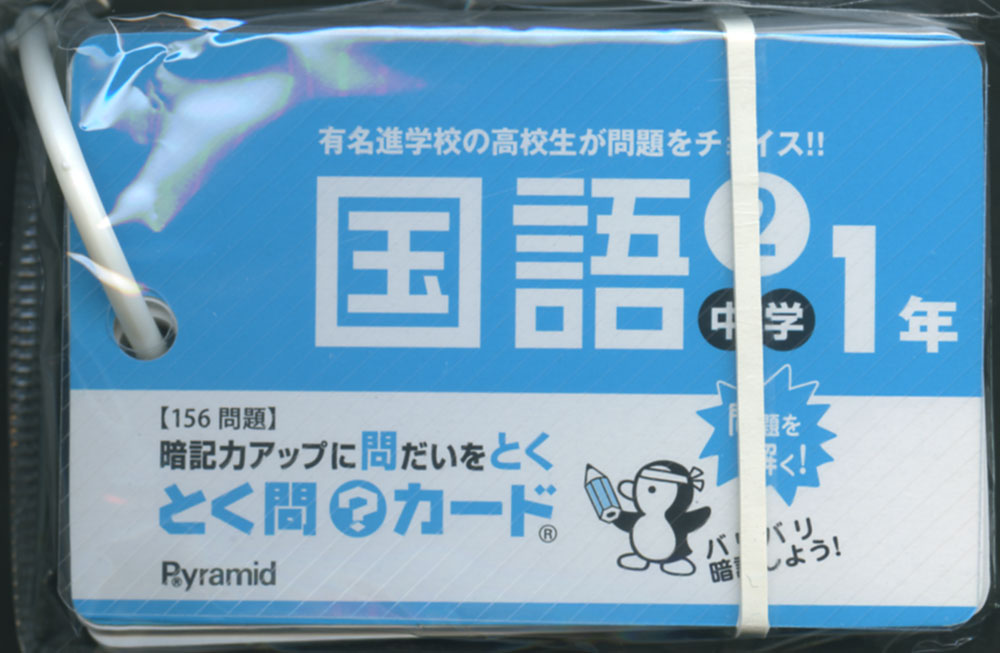 有名進学校の高校生が問題をチョイス!!
国語 2
中学 1年
【156 問題】
暗記力アップに問だいをとく
とく問?カード®
Pyramid®
問題を
解く!
バリバリ
暗記しよう!